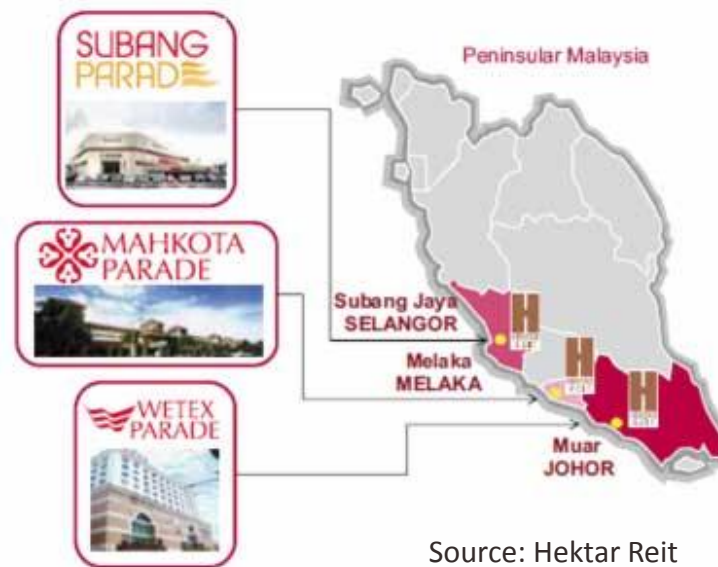 SUBANG
PARADE
Peninsular Malaysia
MAHKOTA
PARADE
Subang Jaya
SELANGOR
Melaka
MELAKA
WETEX
PARADE
Muar
JOHOR
H
H
H
Source: Hektar Reit